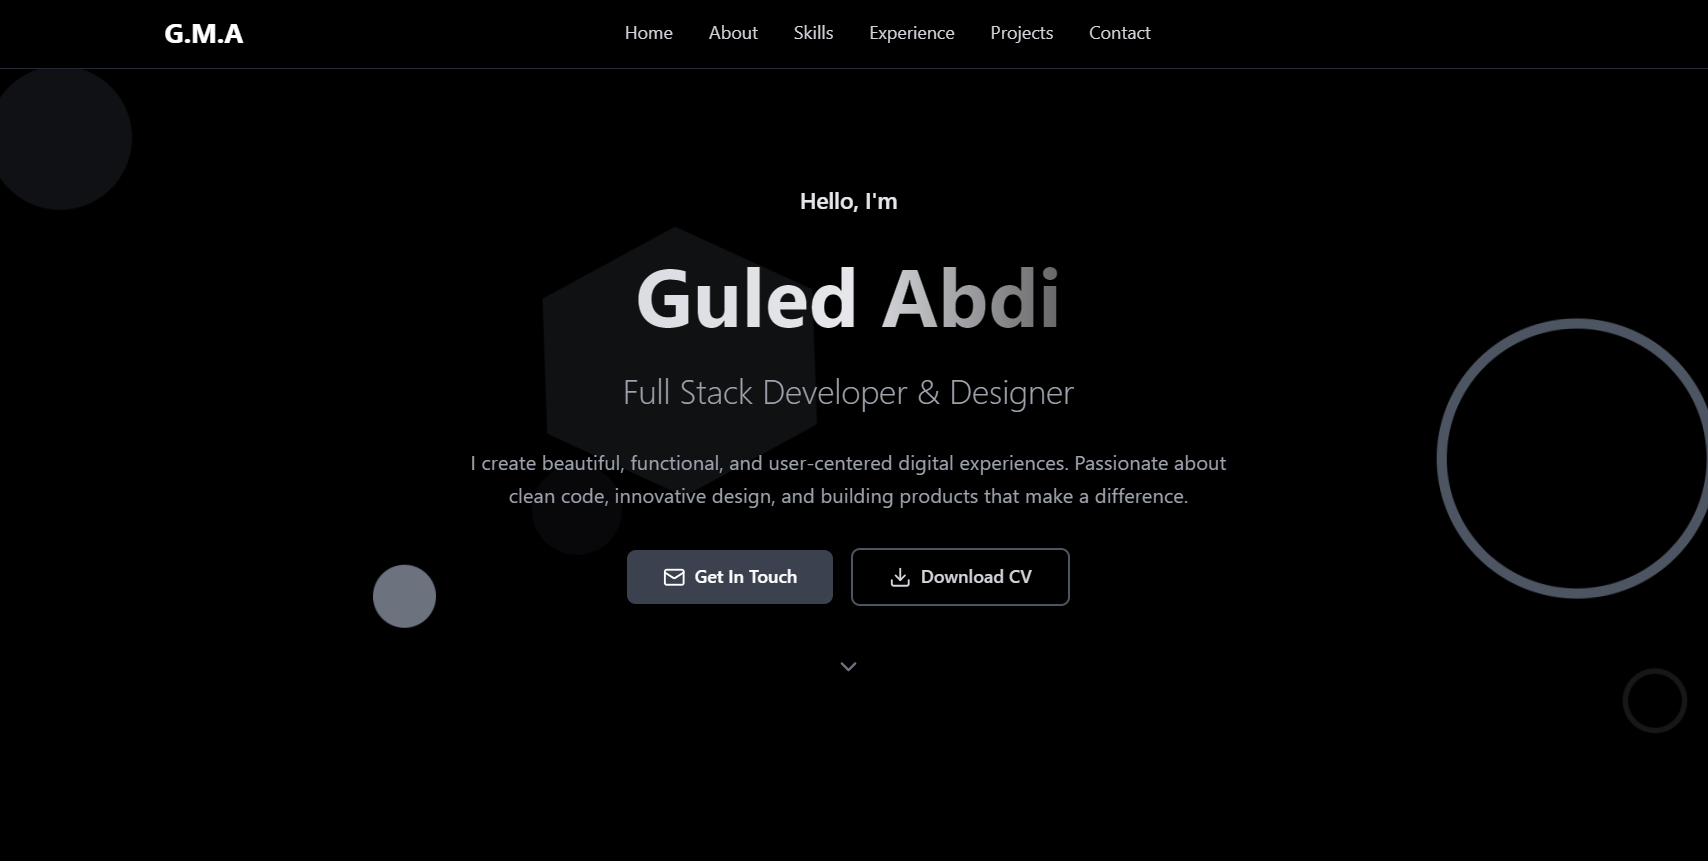 G.M.A
Home About Skills Experience Projects Contact
Hello, I'm
Guled Abdi
Full Stack Developer & Designer
I create beautiful, functional, and user-centered digital experiences. Passionate about
clean code, innovative design, and building products that make a difference.
Get In Touch
Download CV